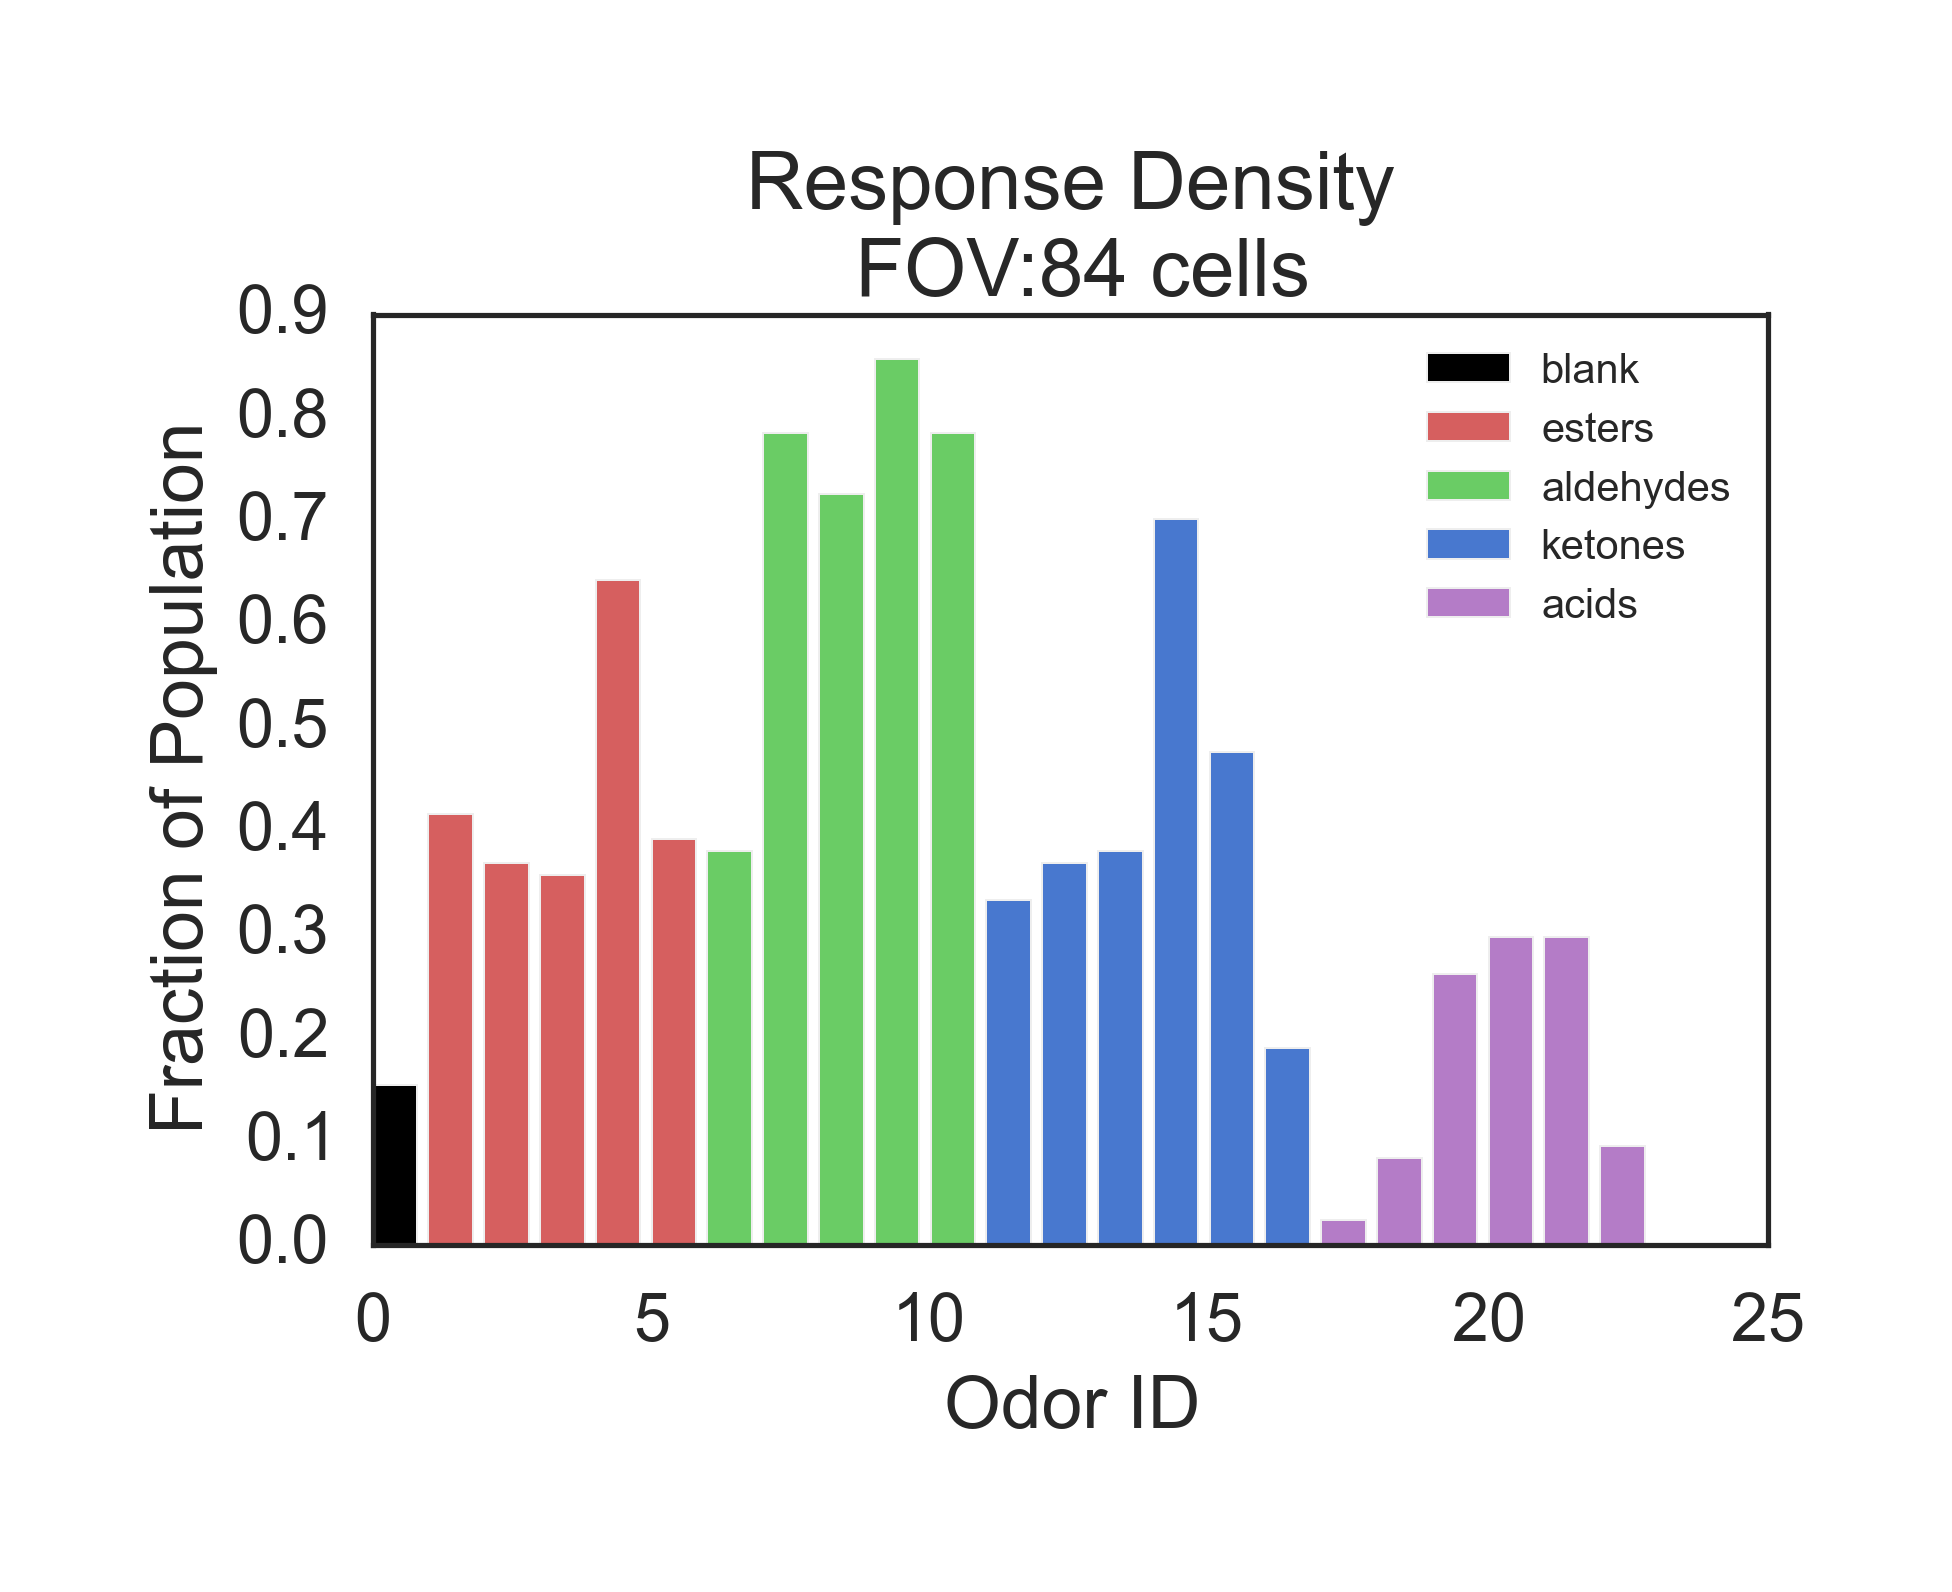 Response Density
FOV:84 cells
0.9
0.8
0.7
0.6
0.5
0.4
0.3
0.2
0.1
0.0
Fraction of Population
blank
esters
aldehydes
ketones
acids
0 5 10 15 20 25
Odor ID